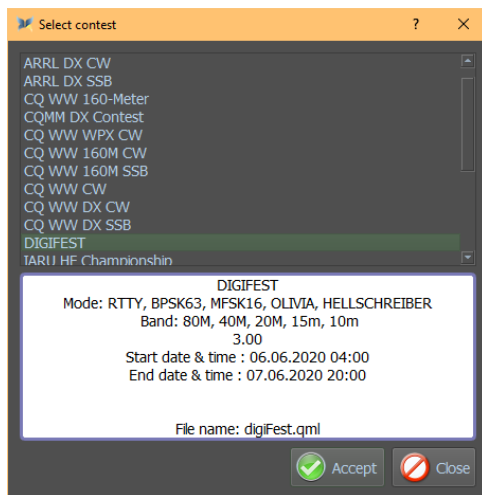 Select contest
?
ARRL DX CW
ARRL DX SSB
CQ WW 160-Meter
CQMM DX Contest
CQ WW WPX CW
CQ WW 160M CW
CQ WW 160M SSB
CQ WW CW
CQ WW DX CW
CQ WW DX SSB
DIGIFEST
IARU HF Championship
DIGIFEST
Mode: RTTY, BPSK63, MFSK16, OLIVIA, HELLSCHREIBER
Band: 80M, 40M, 20M, 15m, 10m
3.00
Start date & time : 06.06.2020 04:00
End date & time : 07.06.2020 20:00
File name: digiFest.qml
Accept
Close